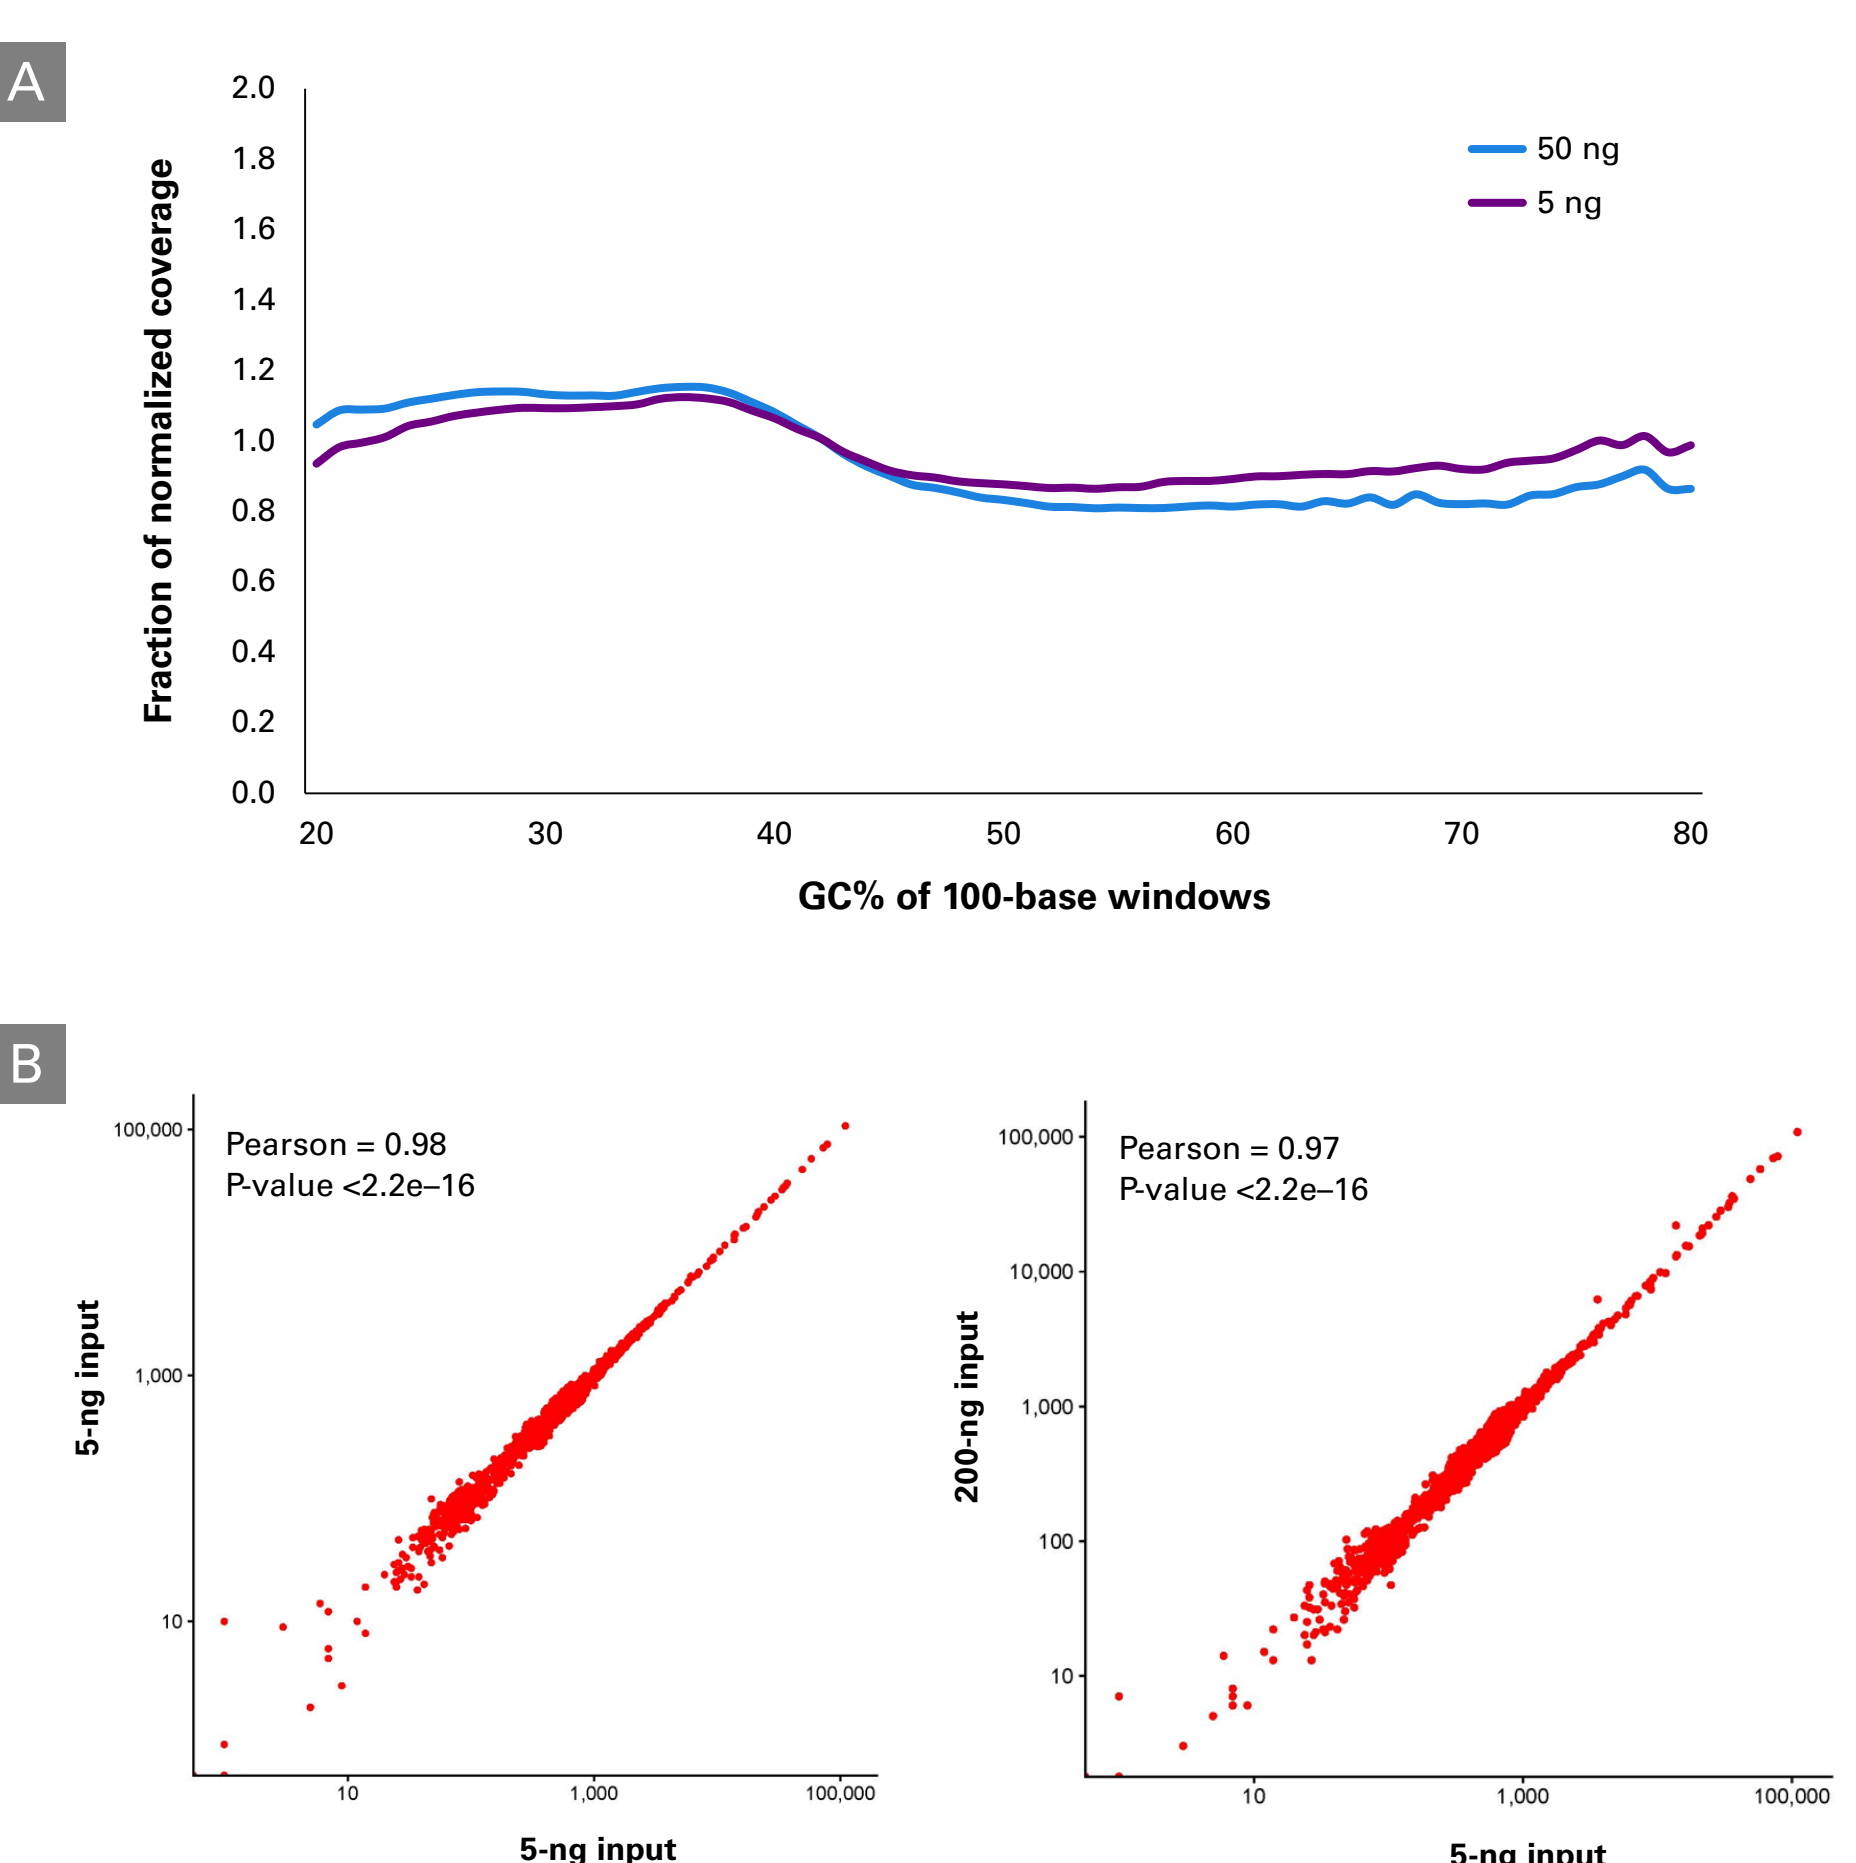 A
2.0
1.8
1.6
1.4
1.2
1.0
0.8
0.6
0.4
0.2
0.0
Fraction of normalized coverage
50 ng
5 ng
20 30 40 50 60 70 80
GC% of 100-base windows
B
100,000
1,000
10
5-ng input
Pearson = 0.98
P-value <2.2e–16
10 1,000 100,000
5-ng input
100,000
10,000
1,000
100
10
200-ng input
Pearson = 0.97
P-value <2.2e–16
10 1,000 100,000
5-ng input